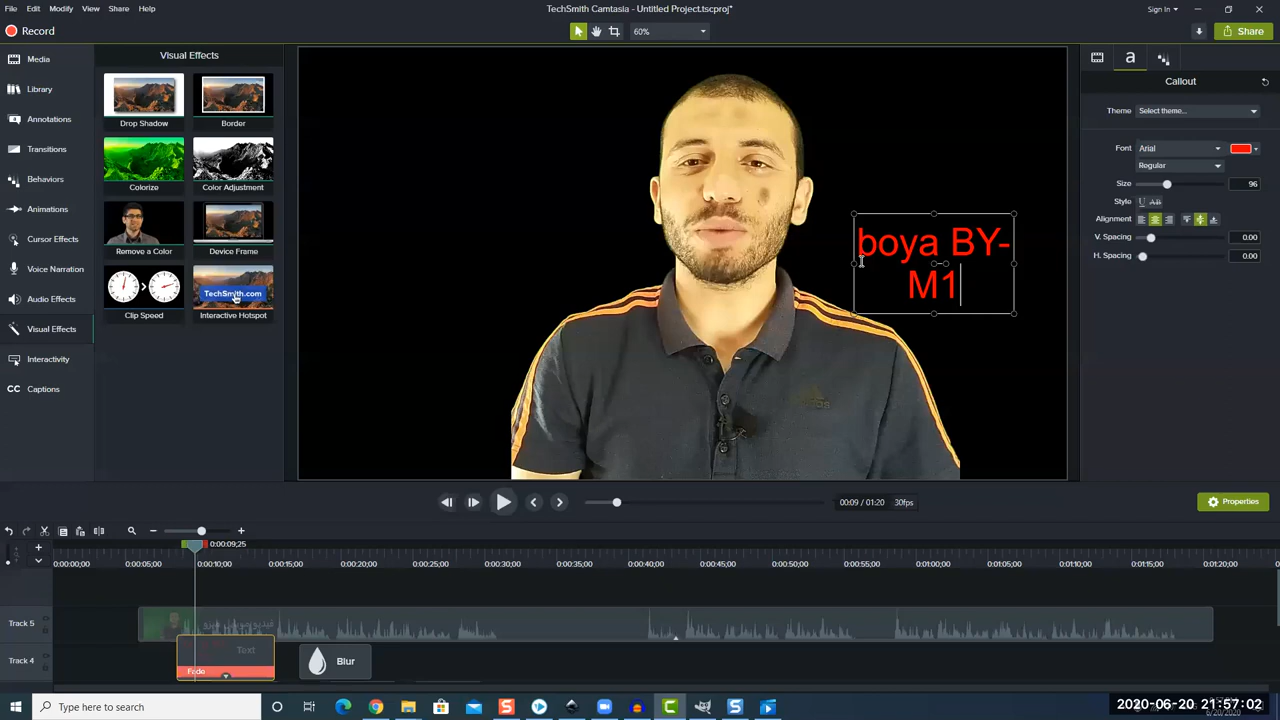 File Edit Modify View Share Help
TechSmith Camtasia - Untitled Project.tscproj*
Sign In
Record
60%
Share
Media
Library
Annotations
Transitions
Behaviors
Animations
Cursor Effects
Voice Narration
Audio Effects
Visual Effects
Interactivity
CC Captions
Visual Effects
Drop Shadow
Border
Colorize
Color Adjustment
Remove a Color
Device Frame
TechSmith.com
Clip Speed
Interactive Hotspot
boya BY-
M1
adidas
a
Callout
Theme Select theme...
Font Arial
Regular
Size 96
Style U Ab
Alignment
V. Spacing 0.00
H. Spacing 0.00
00:09 / 01:20 30fps
Properties
0:00:09;25
0:00:00;00 0:00:05;00 0:00:10;00 0:00:15;00 0:00:20;00 0:00:25;00 0:00:30;00 0:00:35;00 0:00:40;00 0:00:45;00 0:00:50;00 0:00:55;00 0:01:00;00 0:01:05;00 0:01:10;00 0:01:15;00 0:01:20;00
Track 5
Track 4
Text
Fade
Blur
Type here to search
2020-06-20 21:57:02